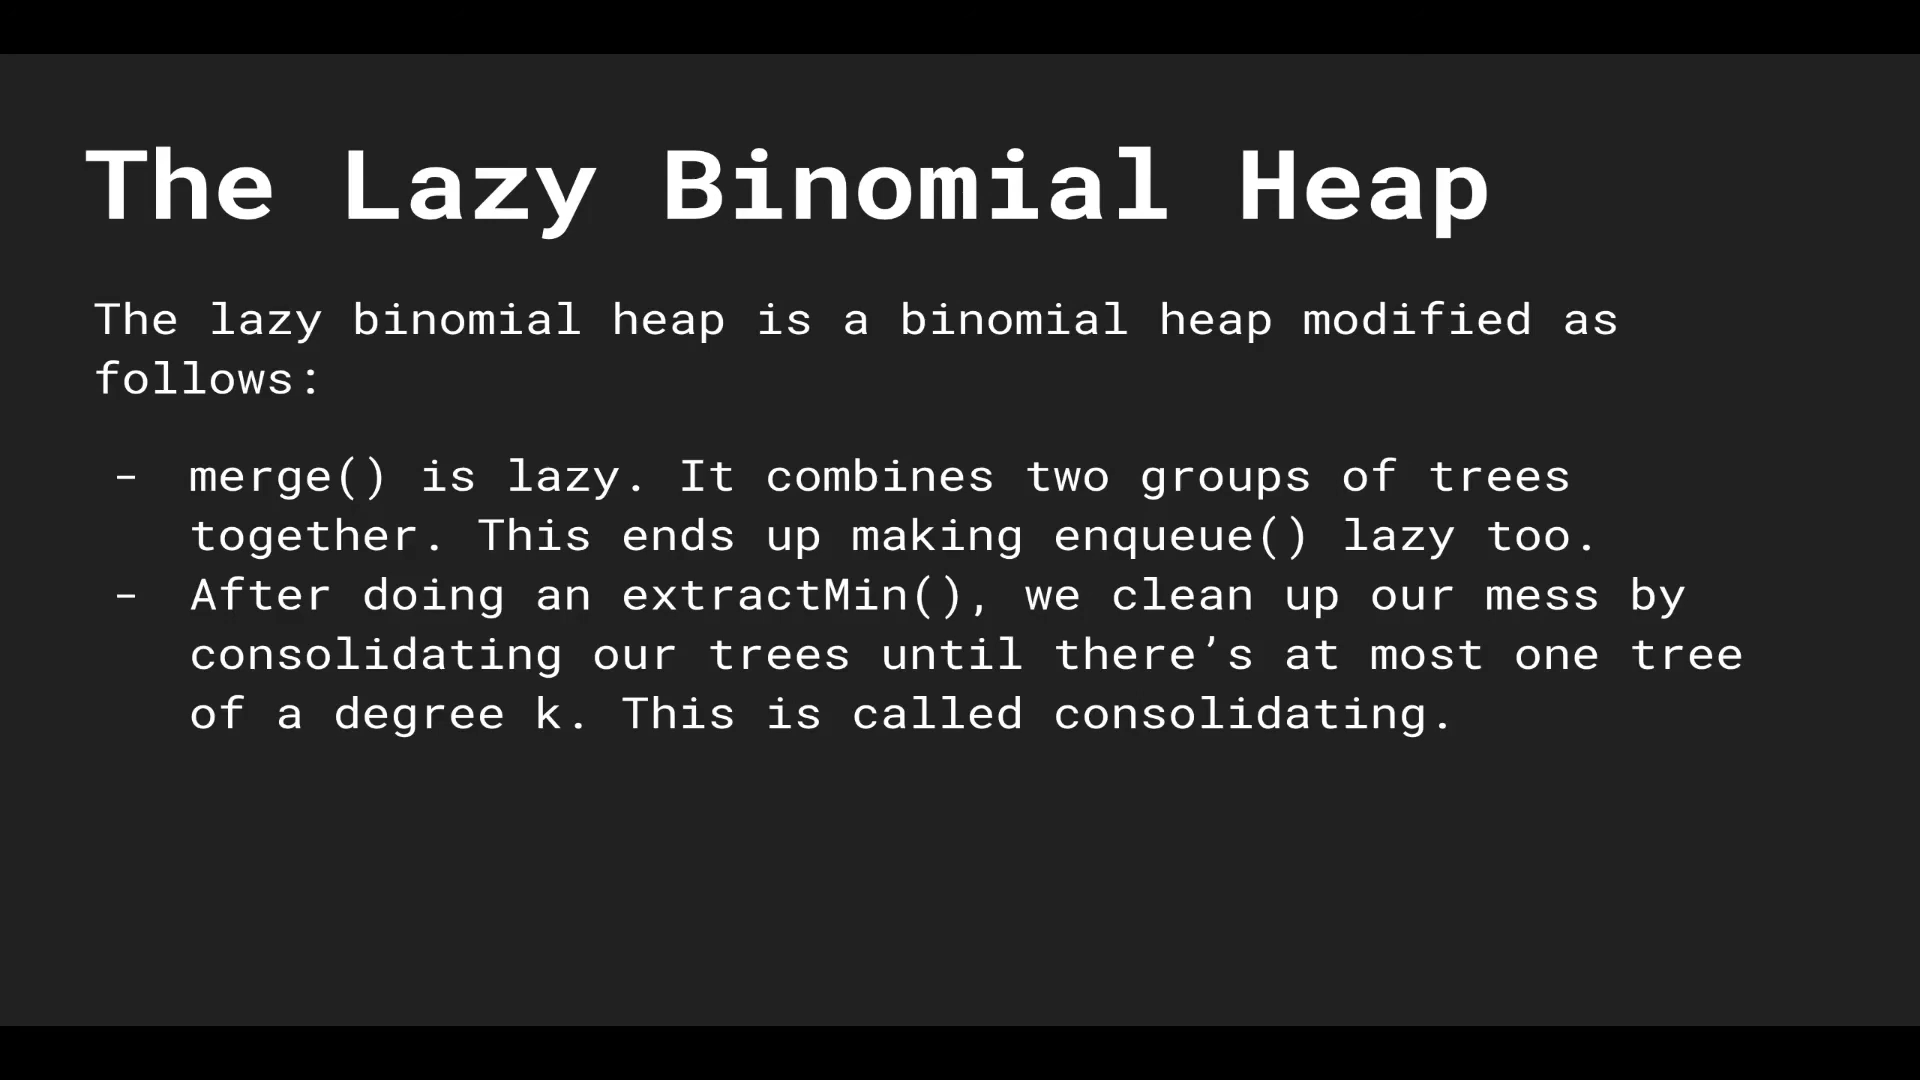 The Lazy Binomial Heap
The lazy binomial heap is a binomial heap modified as
follows:
- merge() is lazy. It combines two groups of trees
together. This ends up making enqueue() lazy too.
- After doing an extractMin(), we clean up our mess by
consolidating our trees until there’s at most one tree
of a degree k. This is called consolidating.